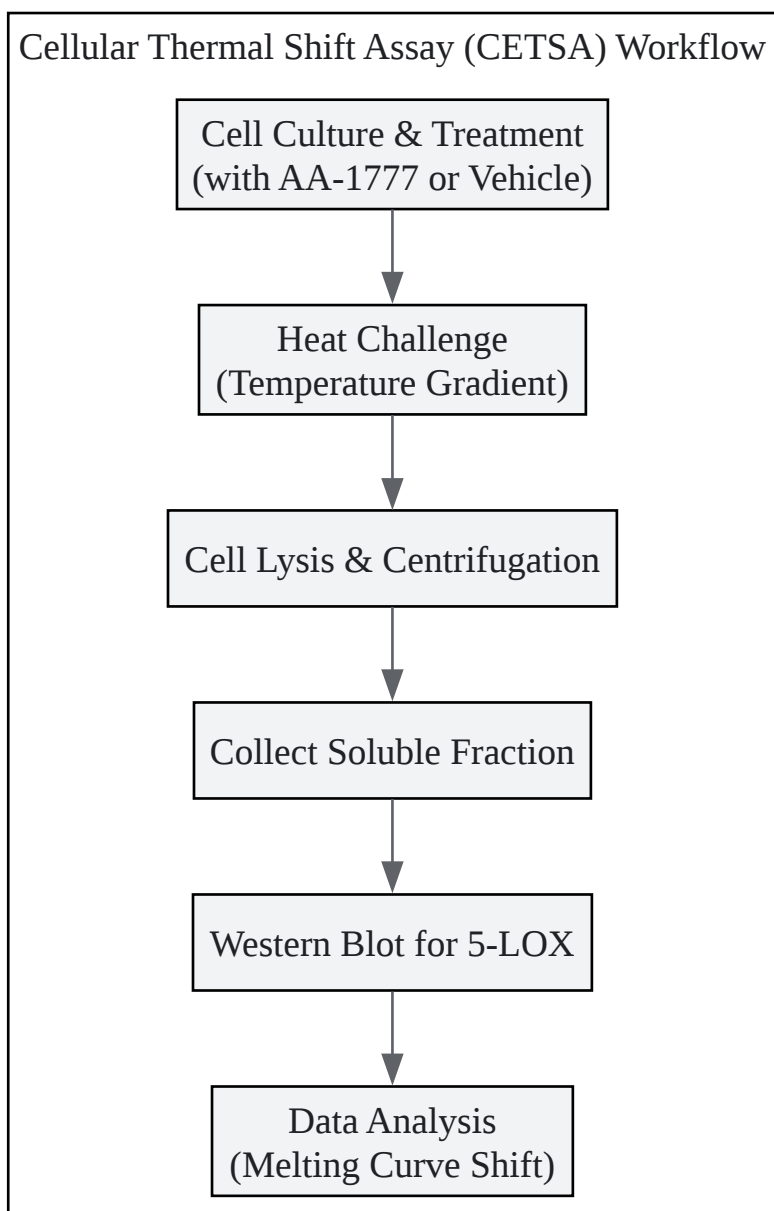 Cellular Thermal Shift Assay (CETSA) Workflow
Cell Culture & Treatment
(with AA-1777 or Vehicle)
Heat Challenge
(Temperature Gradient)
Cell Lysis & Centrifugation
Collect Soluble Fraction
Western Blot for 5-LOX
Data Analysis
(Melting Curve Shift)